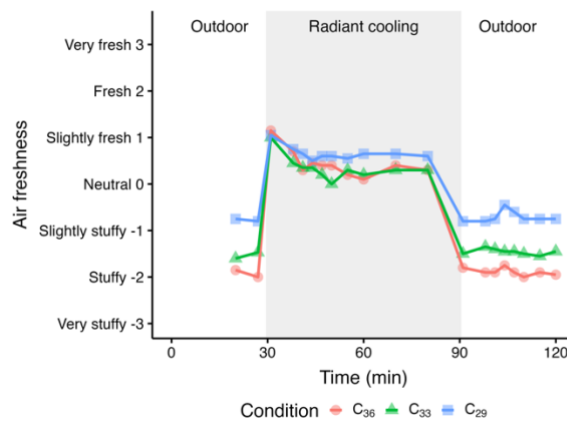 Outdoor Radiant cooling Outdoor
Very fresh 3
Fresh 2
Slightly fresh 1
Neutral 0
Slightly stuffy -1
Stuffy -2
Very stuffy -3
Air freshness
0 30 60 90 120
Time (min)
Condition C₃₆ C₃₃ C₂₉